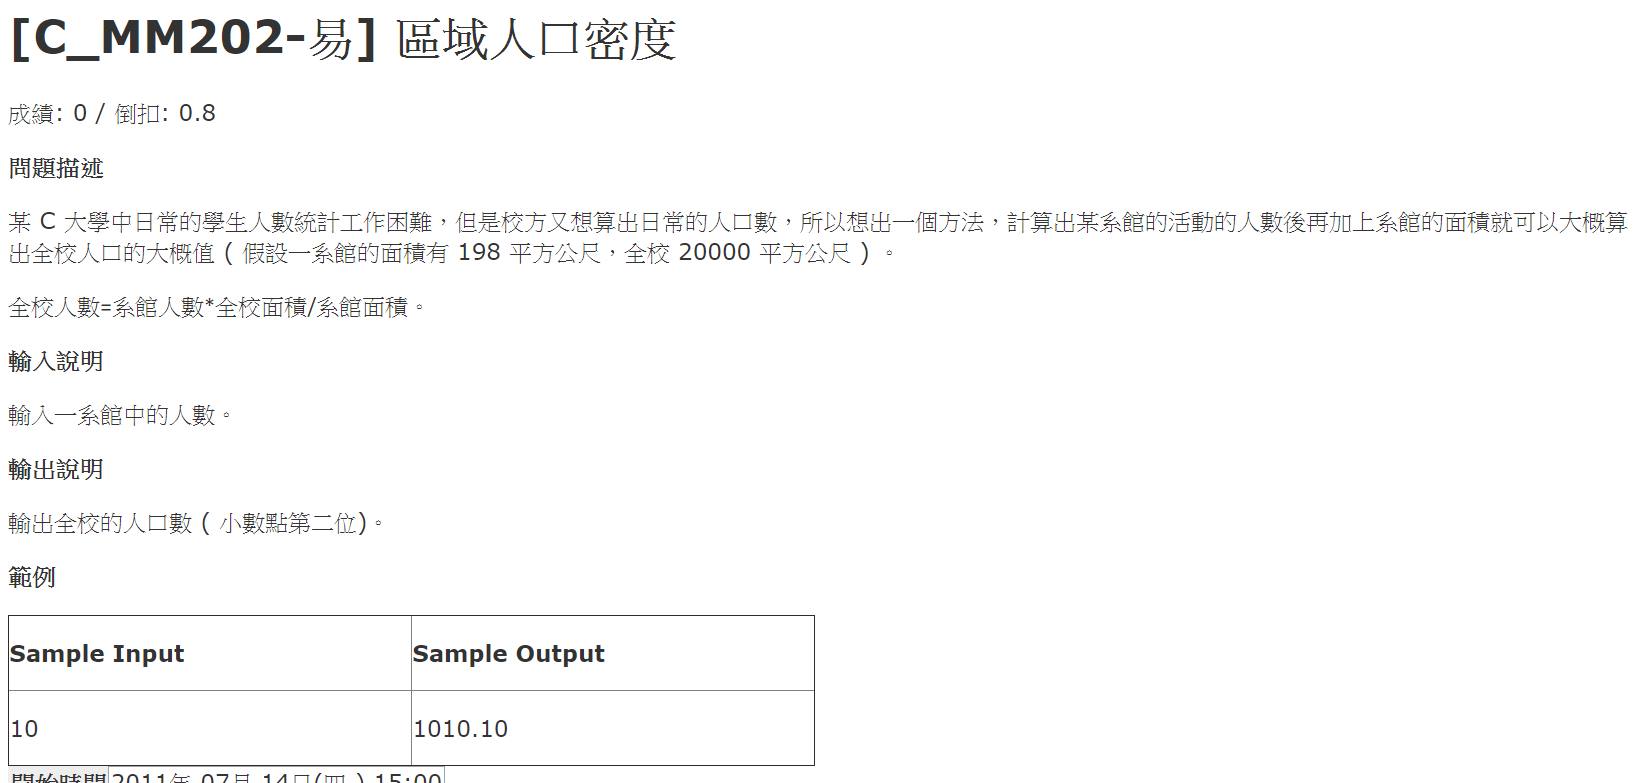 [C_MM202-易] 區域人口密度
成績: 0 / 倒扣: 0.8
問題描述
某 C 大學中日常的學生人數統計工作困難，但是校方又想算出日常的人口數，所以想出一個方法，計算出某系館的活動的人數後再加上系館的面積就可以大概算
出全校人口的大概值 ( 假設一系館的面積有 198 平方公尺，全校 20000 平方公尺 ) 。
全校人數=系館人數*全校面積/系館面積。
輸入說明
輸入一系館中的人數。
輸出說明
輸出全校的人口數 ( 小數點第二位)。
範例
Sample Input Sample Output
10 1010.10
開始時間 2011年 07月 14日(四 ) 15:00